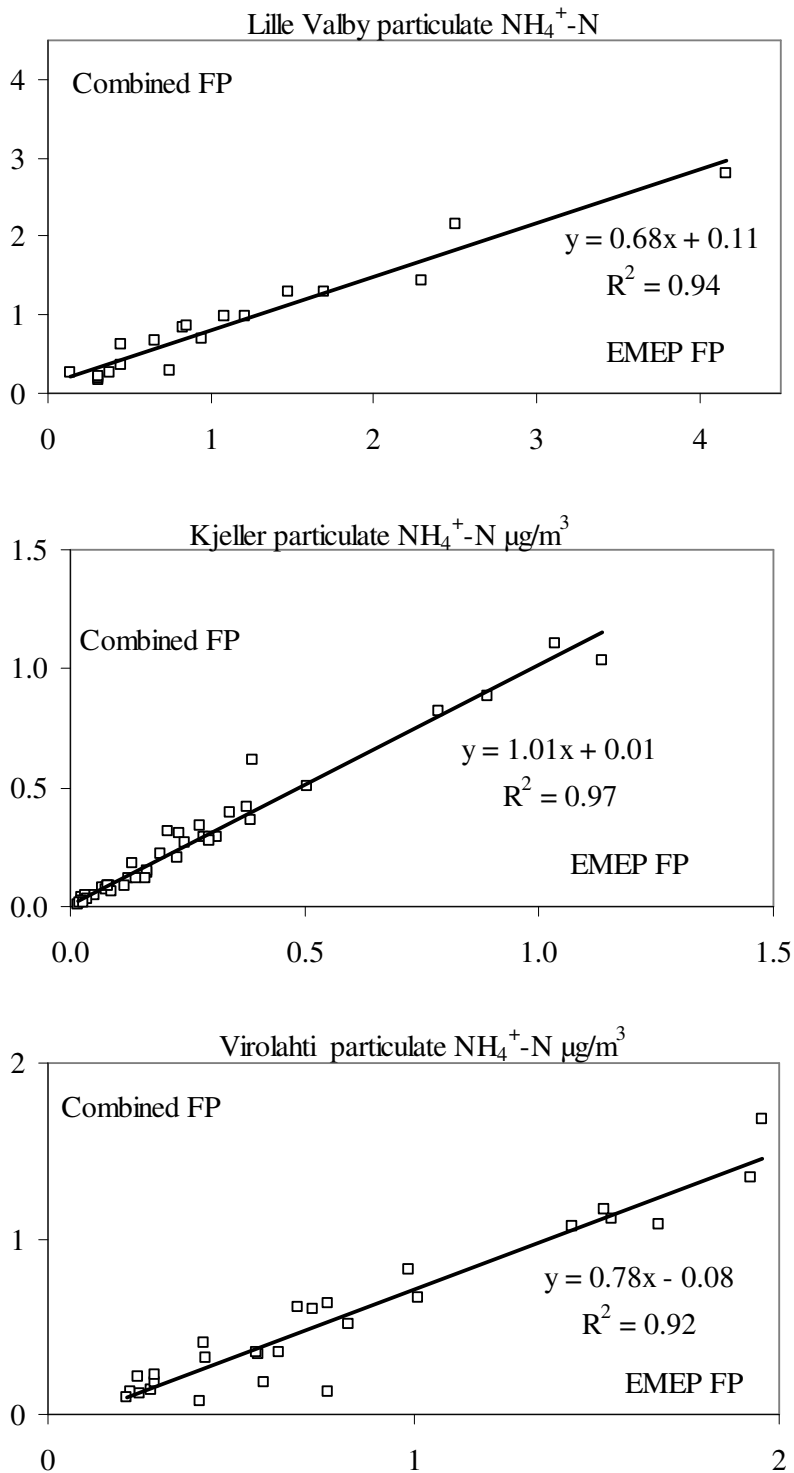 Lille Valby particulate NH₄⁺-N
4
Combined FP
3
2
y = 0.68x + 0.11
R² = 0.94
1
EMEP FP
0
0 1 2 3 4
Kjeller particulate NH₄⁺-N µg/m³
1.5
Combined FP
1.0
y = 1.01x + 0.01
R² = 0.97
0.5
EMEP FP
0.0
0.0 0.5 1.0 1.5
Virolahti particulate NH₄⁺-N µg/m³
2
Combined FP
1
y = 0.78x - 0.08
R² = 0.92
EMEP FP
0
0 1 2